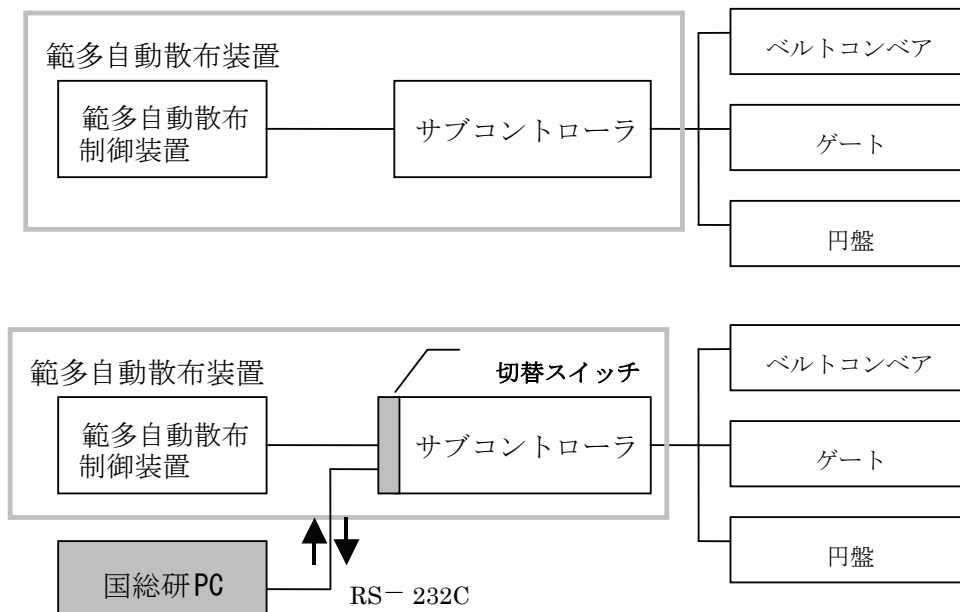 範多自動散布装置
範多自動散布
制御装置
サブコントローラ
ベルトコンベア
ゲート
円盤
範多自動散布装置
切替スイッチ
範多自動散布
制御装置
サブコントローラ
ベルトコンベア
ゲート
円盤
国総研PC
RS－232C